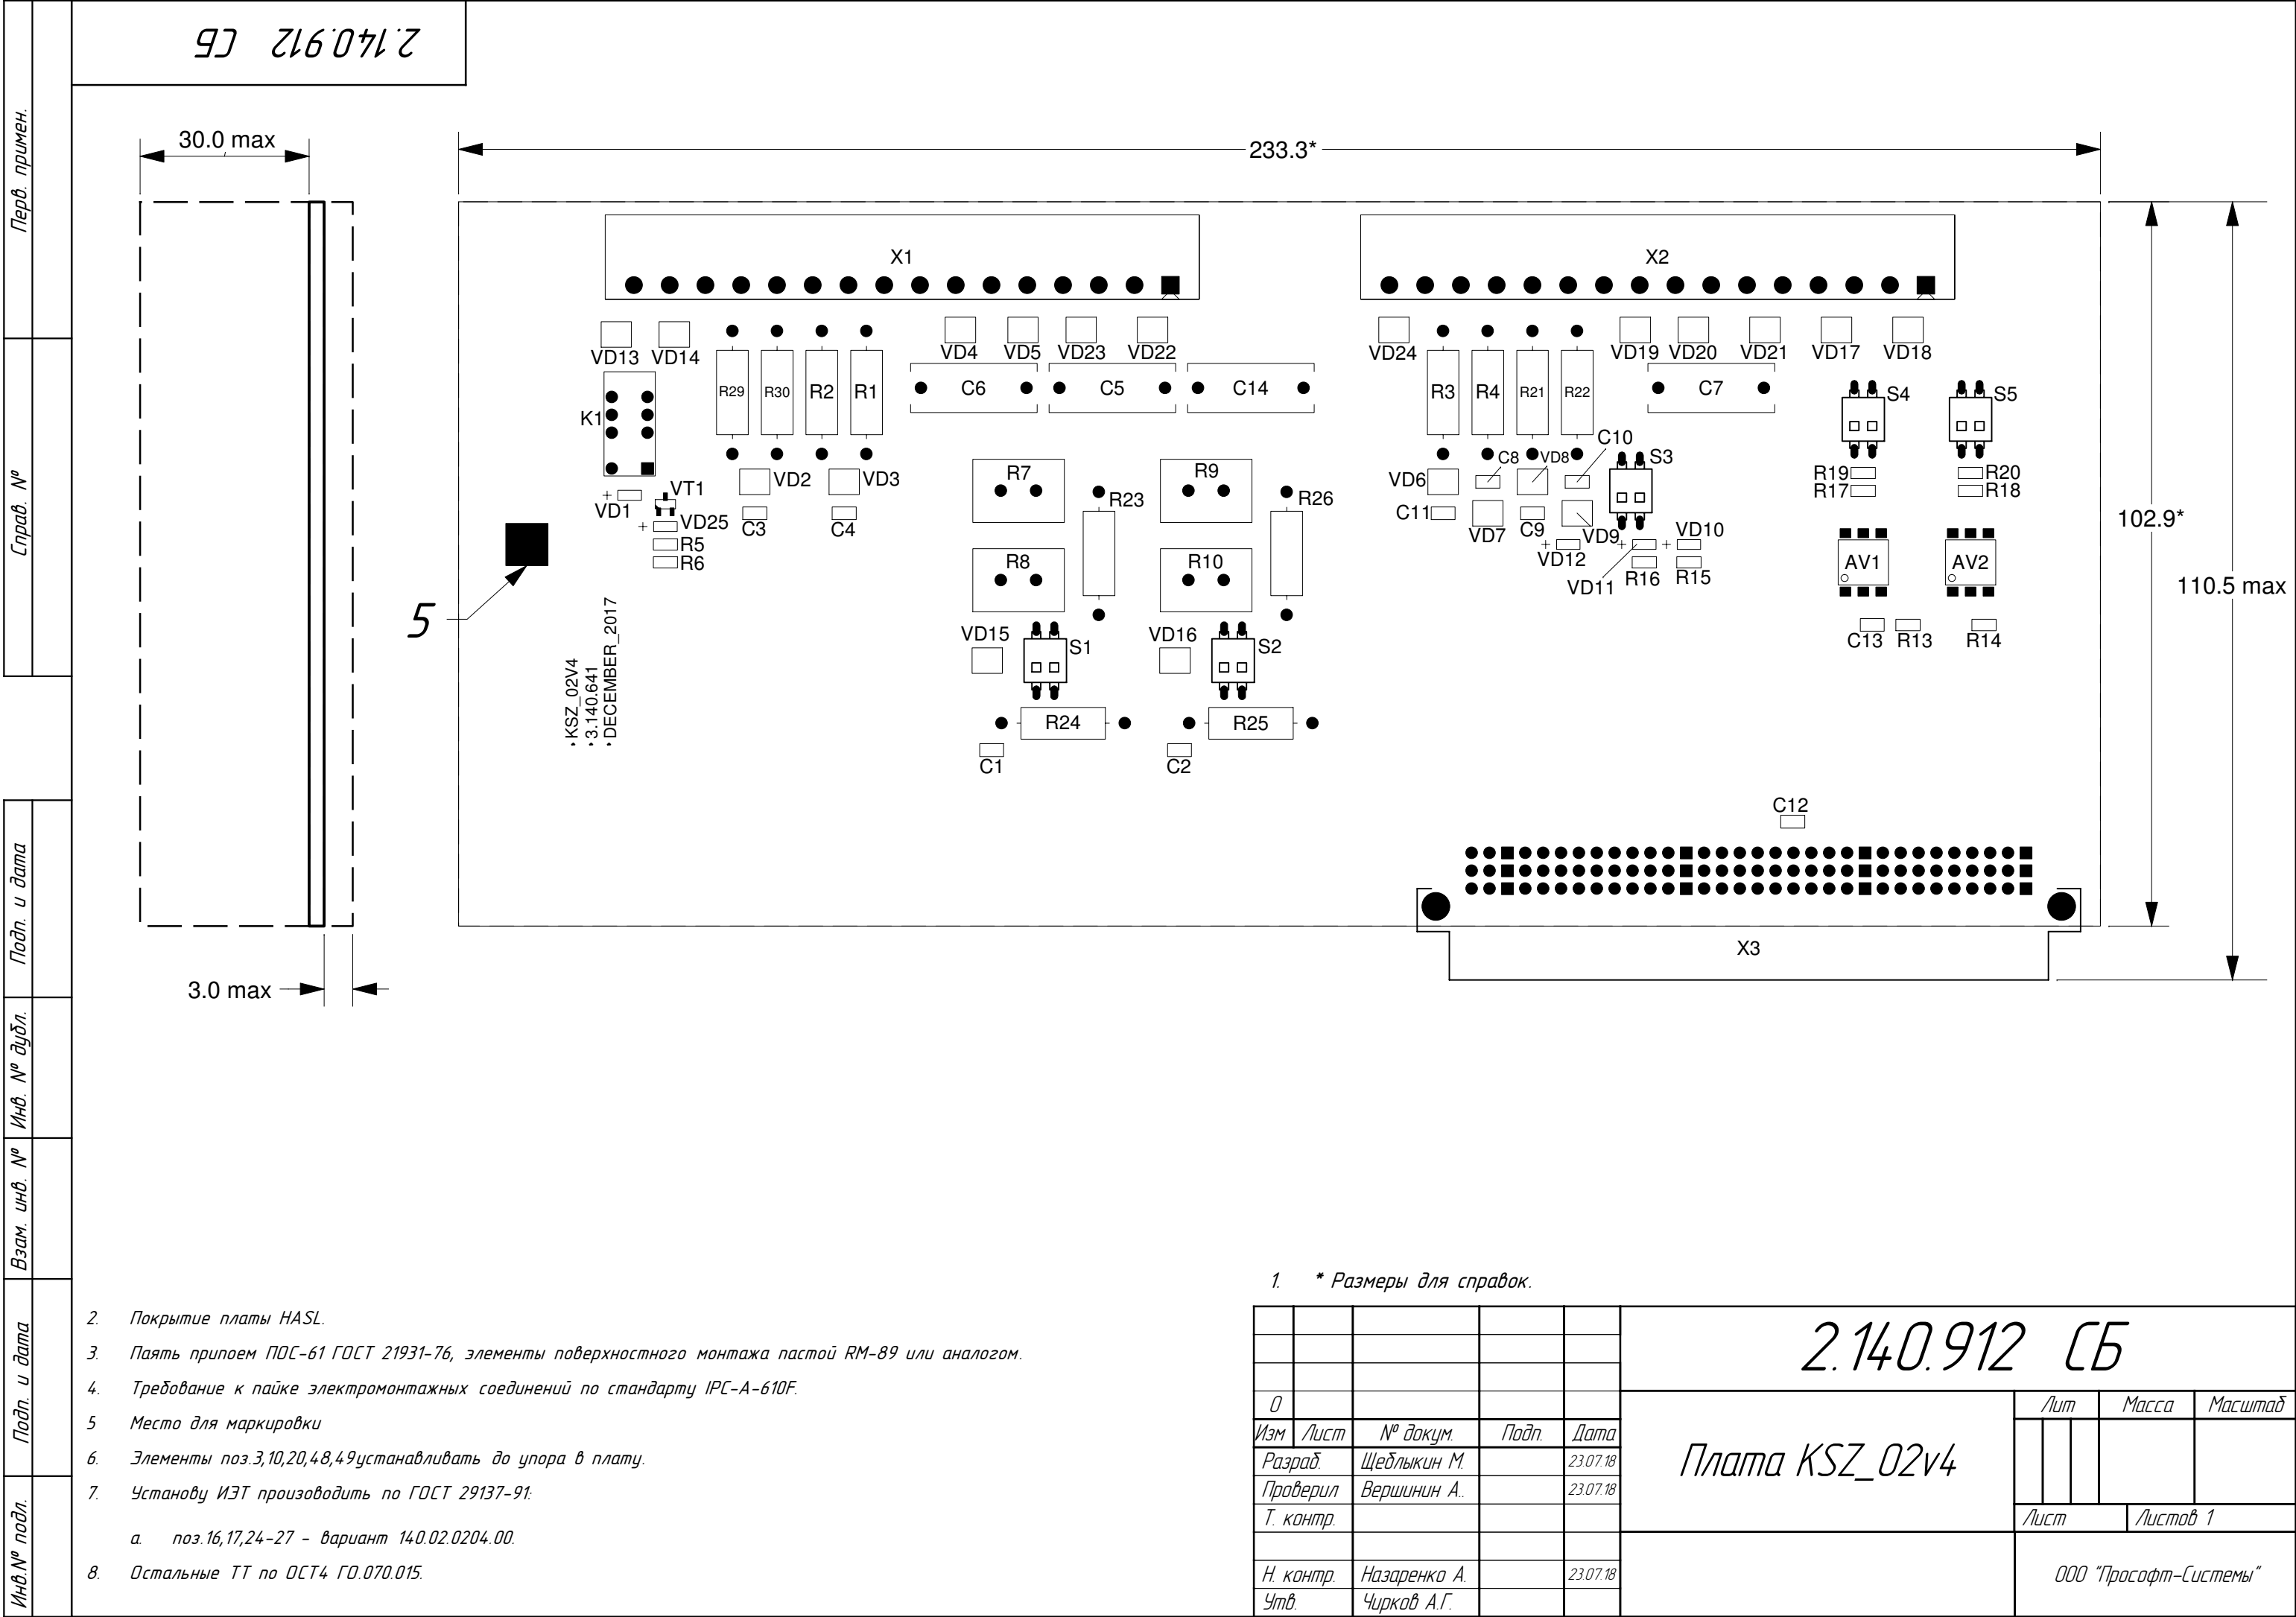 2.140.912 СБ
Перв. примен.
Справ. №
Подп. и дата
Инв. № дубл.
Взам. инв. №
Подп. и дата
Инв.№ подл.
30.0 max
233.3*
102.9*
110.5 max
3.0 max
5
X1
X2
VD13
VD14
VD4
VD5
VD23
VD22
VD24
VD19
VD20
VD21
VD17
VD18
K1
R29
R30
R2
R1
C6
C5
C14
R3
R4
R21
R22
C7
S4
S5
C10
VD1
VT1
VD25
R5
R6
VD2
VD3
C3
C4
R7
R9
R23
R26
R8
R10
VD6
C8
VD8
S3
C11
VD7
C9
VD9
VD12
VD10
VD11
R16
R15
R19
R17
R20
R18
AV1
AV2
C13
R13
R14
VD15
S1
VD16
S2
R24
R25
C1
C2
C12
X3
KSZ_02V4
3.140.641
DECEMBER_2017
1. * Размеры для справок.
2. Покрытие платы HASL.
3. Паять припоем ПОС-61 ГОСТ 21931-76, элементы поверхностного монтажа пастой RM-89 или аналогом.
4. Требование к пайке электромонтажных соединений по стандарту IPC-A-610F.
5 Место для маркировки
6. Элементы поз.3,10,20,48,49устанавливать до упора в плату.
7. Установу ИЭТ произоводить по ГОСТ 29137-91:
а. поз.16,17,24-27 - вариант 140.02.0204.00.
8. Остальные ТТ по ОСТ4 ГО.070.015.
2.140.912 СБ
0
Изм Лист № докум. Подп. Дата
Разраб. Щеблыкин М. 23.07.18
Проверил Вершинин А.. 23.07.18
Т. контр.
Н. контр. Назаренко А. 23.07.18
Утв. Чирков А.Г.
Плата KSZ_02v4
Лит Масса Масштаб
Лист Листов 1
ООО "Прософт-Системы"